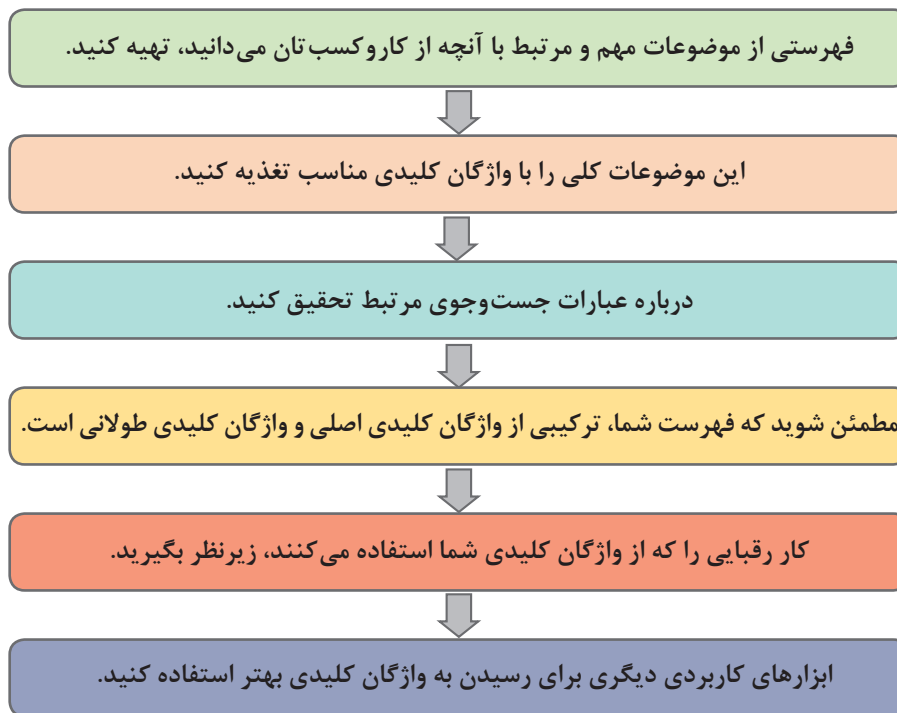 فهرستی از موضوعات مهم و مرتبط با آنچه از کاروکسب‌تان می‌دانید، تهیه کنید.
این موضوعات کلی را با واژگان کلیدی مناسب تغذیه کنید.
درباره عبارات جست‌وجوی مرتبط تحقیق کنید.
مطمئن شوید که فهرست شما، ترکیبی از واژگان کلیدی اصلی و واژگان کلیدی طولانی است.
کار رقبایی را که از واژگان کلیدی شما استفاده می‌کنند، زیرنظر بگیرید.
ابزارهای کاربردی دیگری برای رسیدن به واژگان کلیدی بهتر استفاده کنید.